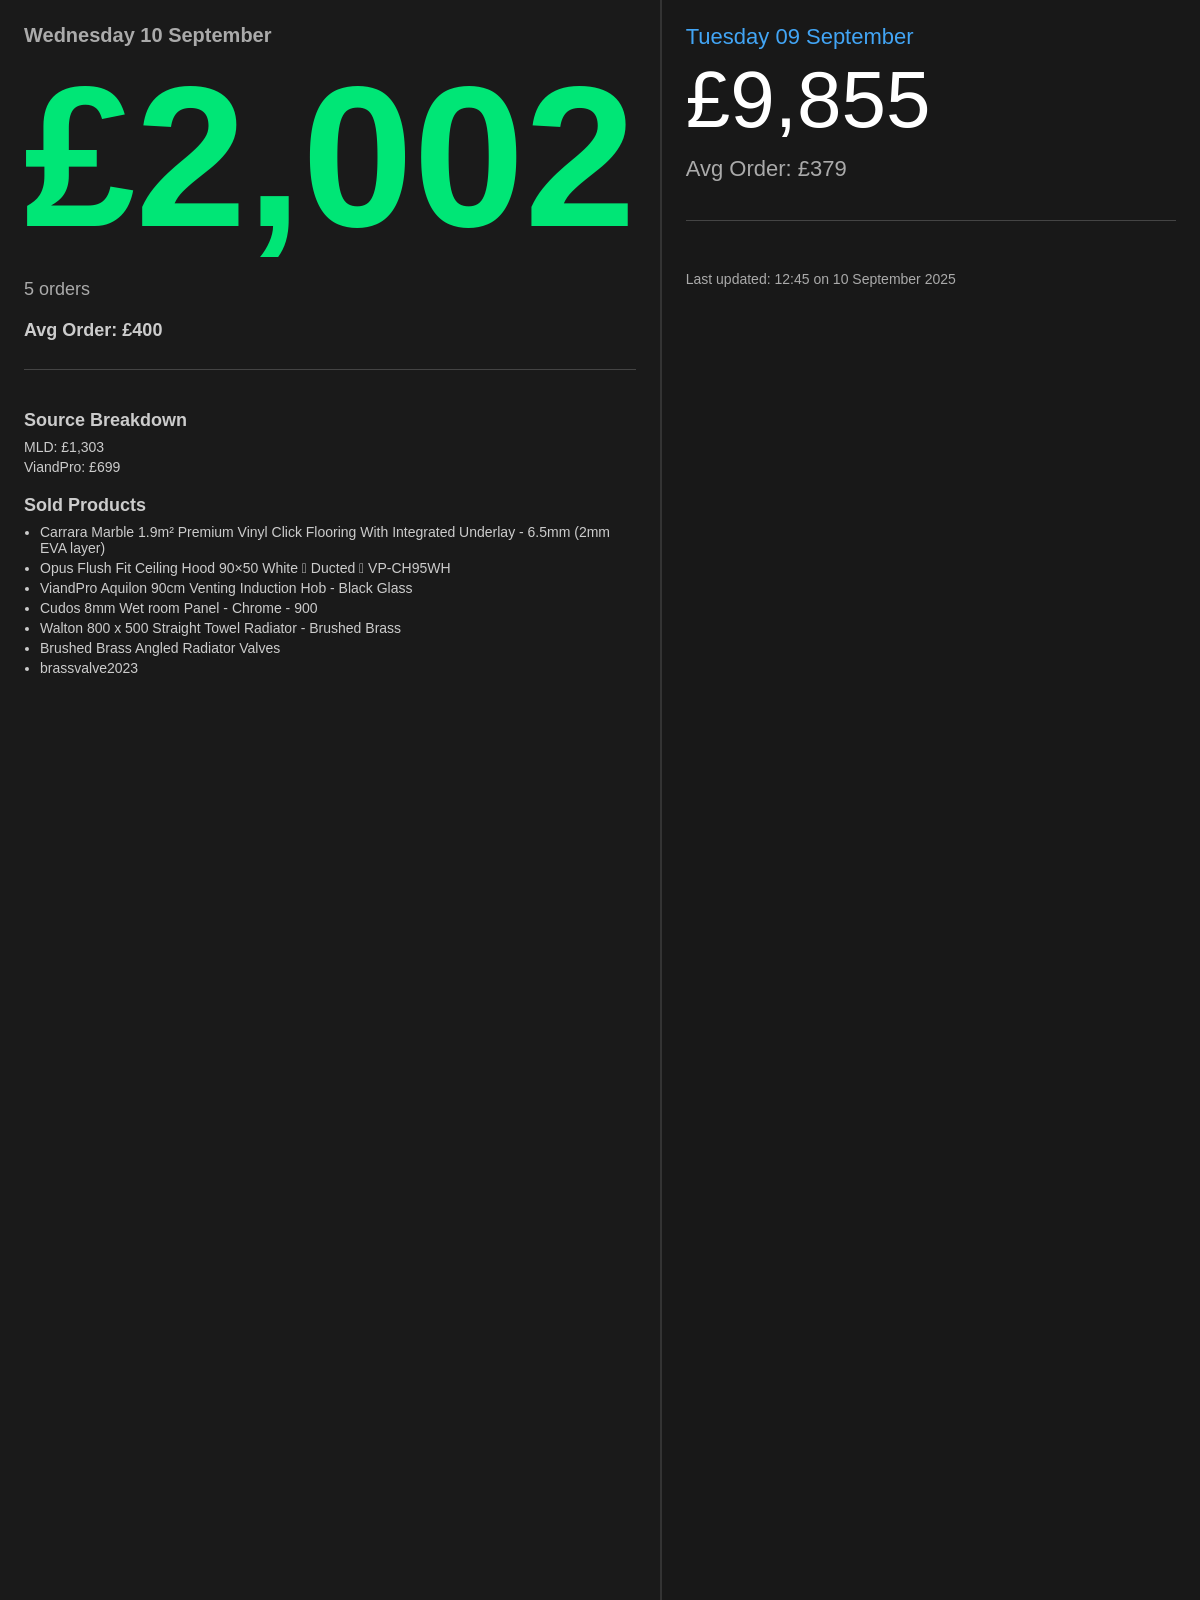 Wednesday 10 September
£2,002
5 orders
Avg Order: £400
Source Breakdown
MLD: £1,303
ViandPro: £699
Sold Products
• Carrara Marble 1.9m² Premium Vinyl Click Flooring With Integrated Underlay - 6.5mm (2mm
EVA layer)
• Opus Flush Fit Ceiling Hood 90×50 White  Ducted  VP-CH95WH
• ViandPro Aquilon 90cm Venting Induction Hob - Black Glass
• Cudos 8mm Wet room Panel - Chrome - 900
• Walton 800 x 500 Straight Towel Radiator - Brushed Brass
• Brushed Brass Angled Radiator Valves
• brassvalve2023
Tuesday 09 September
£9,855
Avg Order: £379
Last updated: 12:45 on 10 September 2025